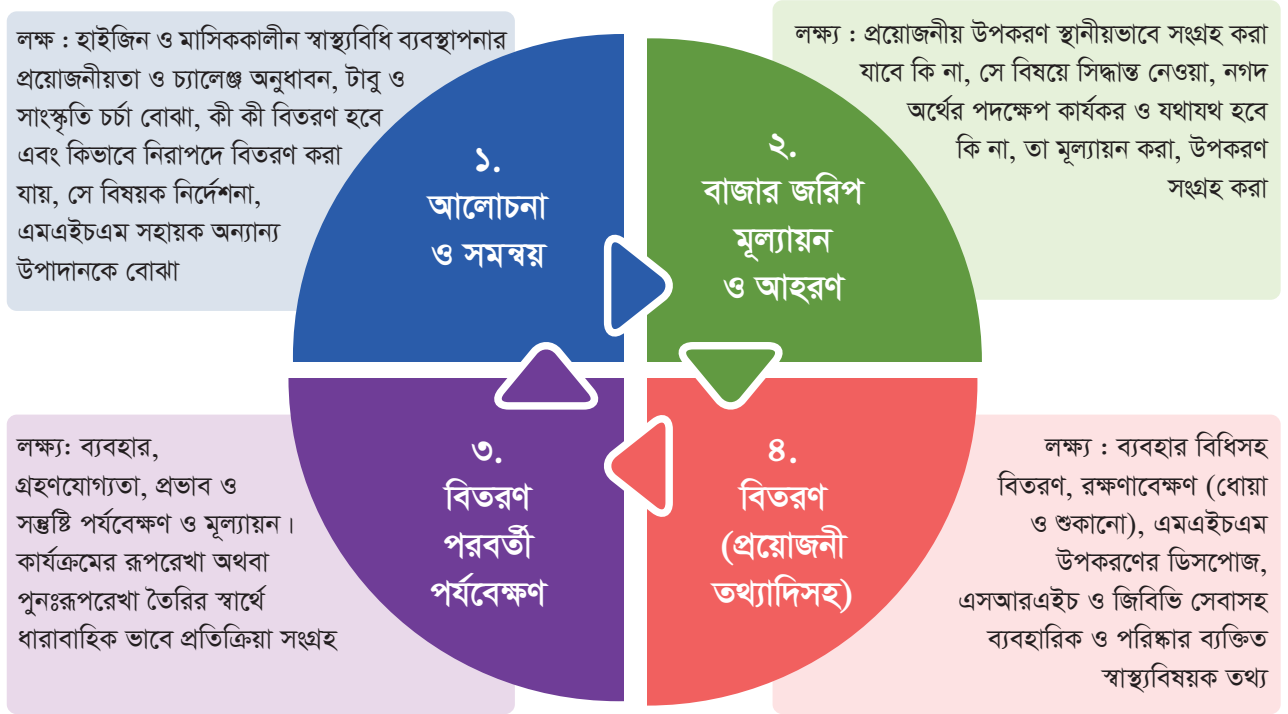 লক্ষ : হাইজিন ও মাসিককালীন স্বাস্থ্যবিধি ব্যবস্থাপনার
প্রয়োজনীয়তা ও চ্যালেঞ্জ অনুধাবন, টাবু ও
সাংস্কৃতি চর্চা বোঝা, কী কী বিতরণ হবে
এবং কিভাবে নিরাপদে বিতরণ করা
যায়, সে বিষয়ক নির্দেশনা,
এমএইচএম সহায়ক অন্যান্য
উপাদানকে বোঝা
১.
আলোচনা
ও সমন্বয়
২.
বাজার জরিপ
মূল্যায়ন
ও আহরণ
লক্ষ্য : প্রয়োজনীয় উপকরণ স্থানীয়ভাবে সংগ্রহ করা
যাবে কি না, সে বিষয়ে সিদ্ধান্ত নেওয়া, নগদ
অর্থের পদক্ষেপ কার্যকর ও যথাযথ হবে
কি না, তা মূল্যায়ন করা, উপকরণ
সংগ্রহ করা
লক্ষ্য: ব্যবহার,
গ্রহণযোগ্যতা, প্রভাব ও
সন্তুষ্টি পর্যবেক্ষণ ও মূল্যায়ন।
কার্যক্রমের রূপরেখা অথবা
পুনঃরূপরেখা তৈরির স্বার্থে
ধারাবাহিক ভাবে প্রতিক্রিয়া সংগ্রহ
৩.
বিতরণ
পরবর্তী
পর্যবেক্ষণ
৪.
বিতরণ
(প্রয়োজনী
তথ্যাদিসহ)
লক্ষ্য : ব্যবহার বিধিসহ
বিতরণ, রক্ষণাবেক্ষণ (ধোয়া
ও শুকানো), এমএইচএম
উপকরণের ডিসপোজ,
এসআরএইচ ও জিবিভি সেবাসহ
ব্যবহারিক ও পরিষ্কার ব্যক্তিত
স্বাস্থ্যবিষয়ক তথ্য